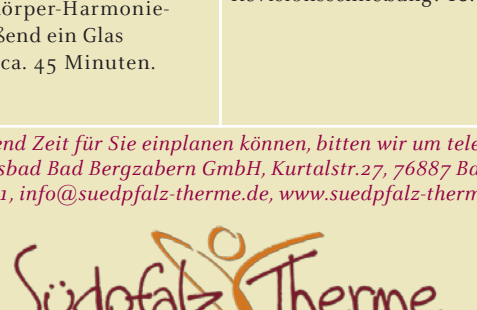 örper-Harmonie-
ßend ein Glas
ca. 45 Minuten.
end Zeit für Sie einplanen können, bitten wir um tele
sbad Bad Bergzabern GmbH, Kurtalstr.27, 76887 Ba
1, info@suedpfalz-therme.de, www.suedpfalz-therm
Südpfalz Therme